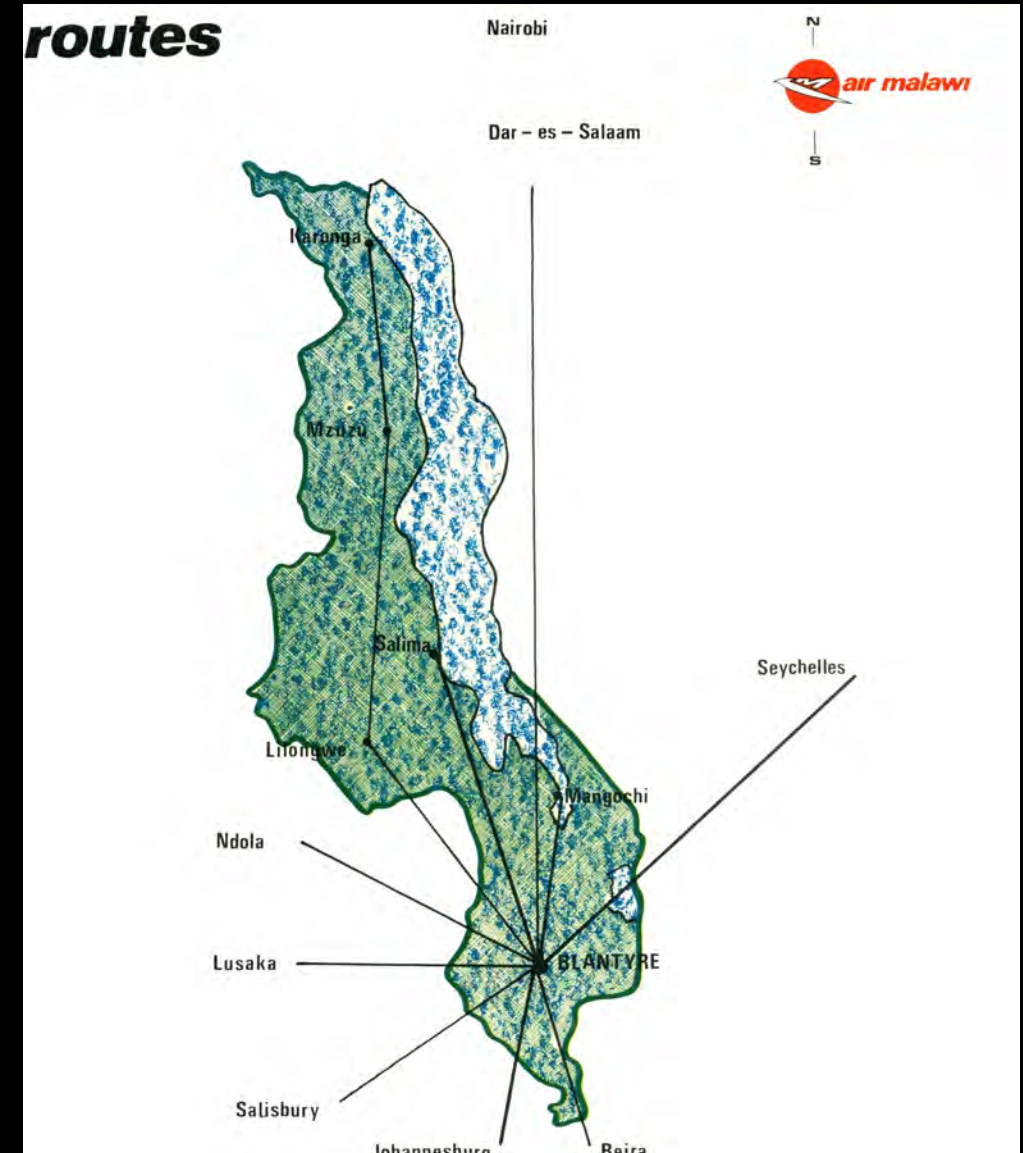 routes
Nairobi
N
air malawi
Dar – es – Salaam
S
Karonga
Mzuzu
Salima
Seychelles
Lilongwe
Mangochi
Ndola
Lusaka
BLANTYRE
Salisbury
Johannesburg
Beira